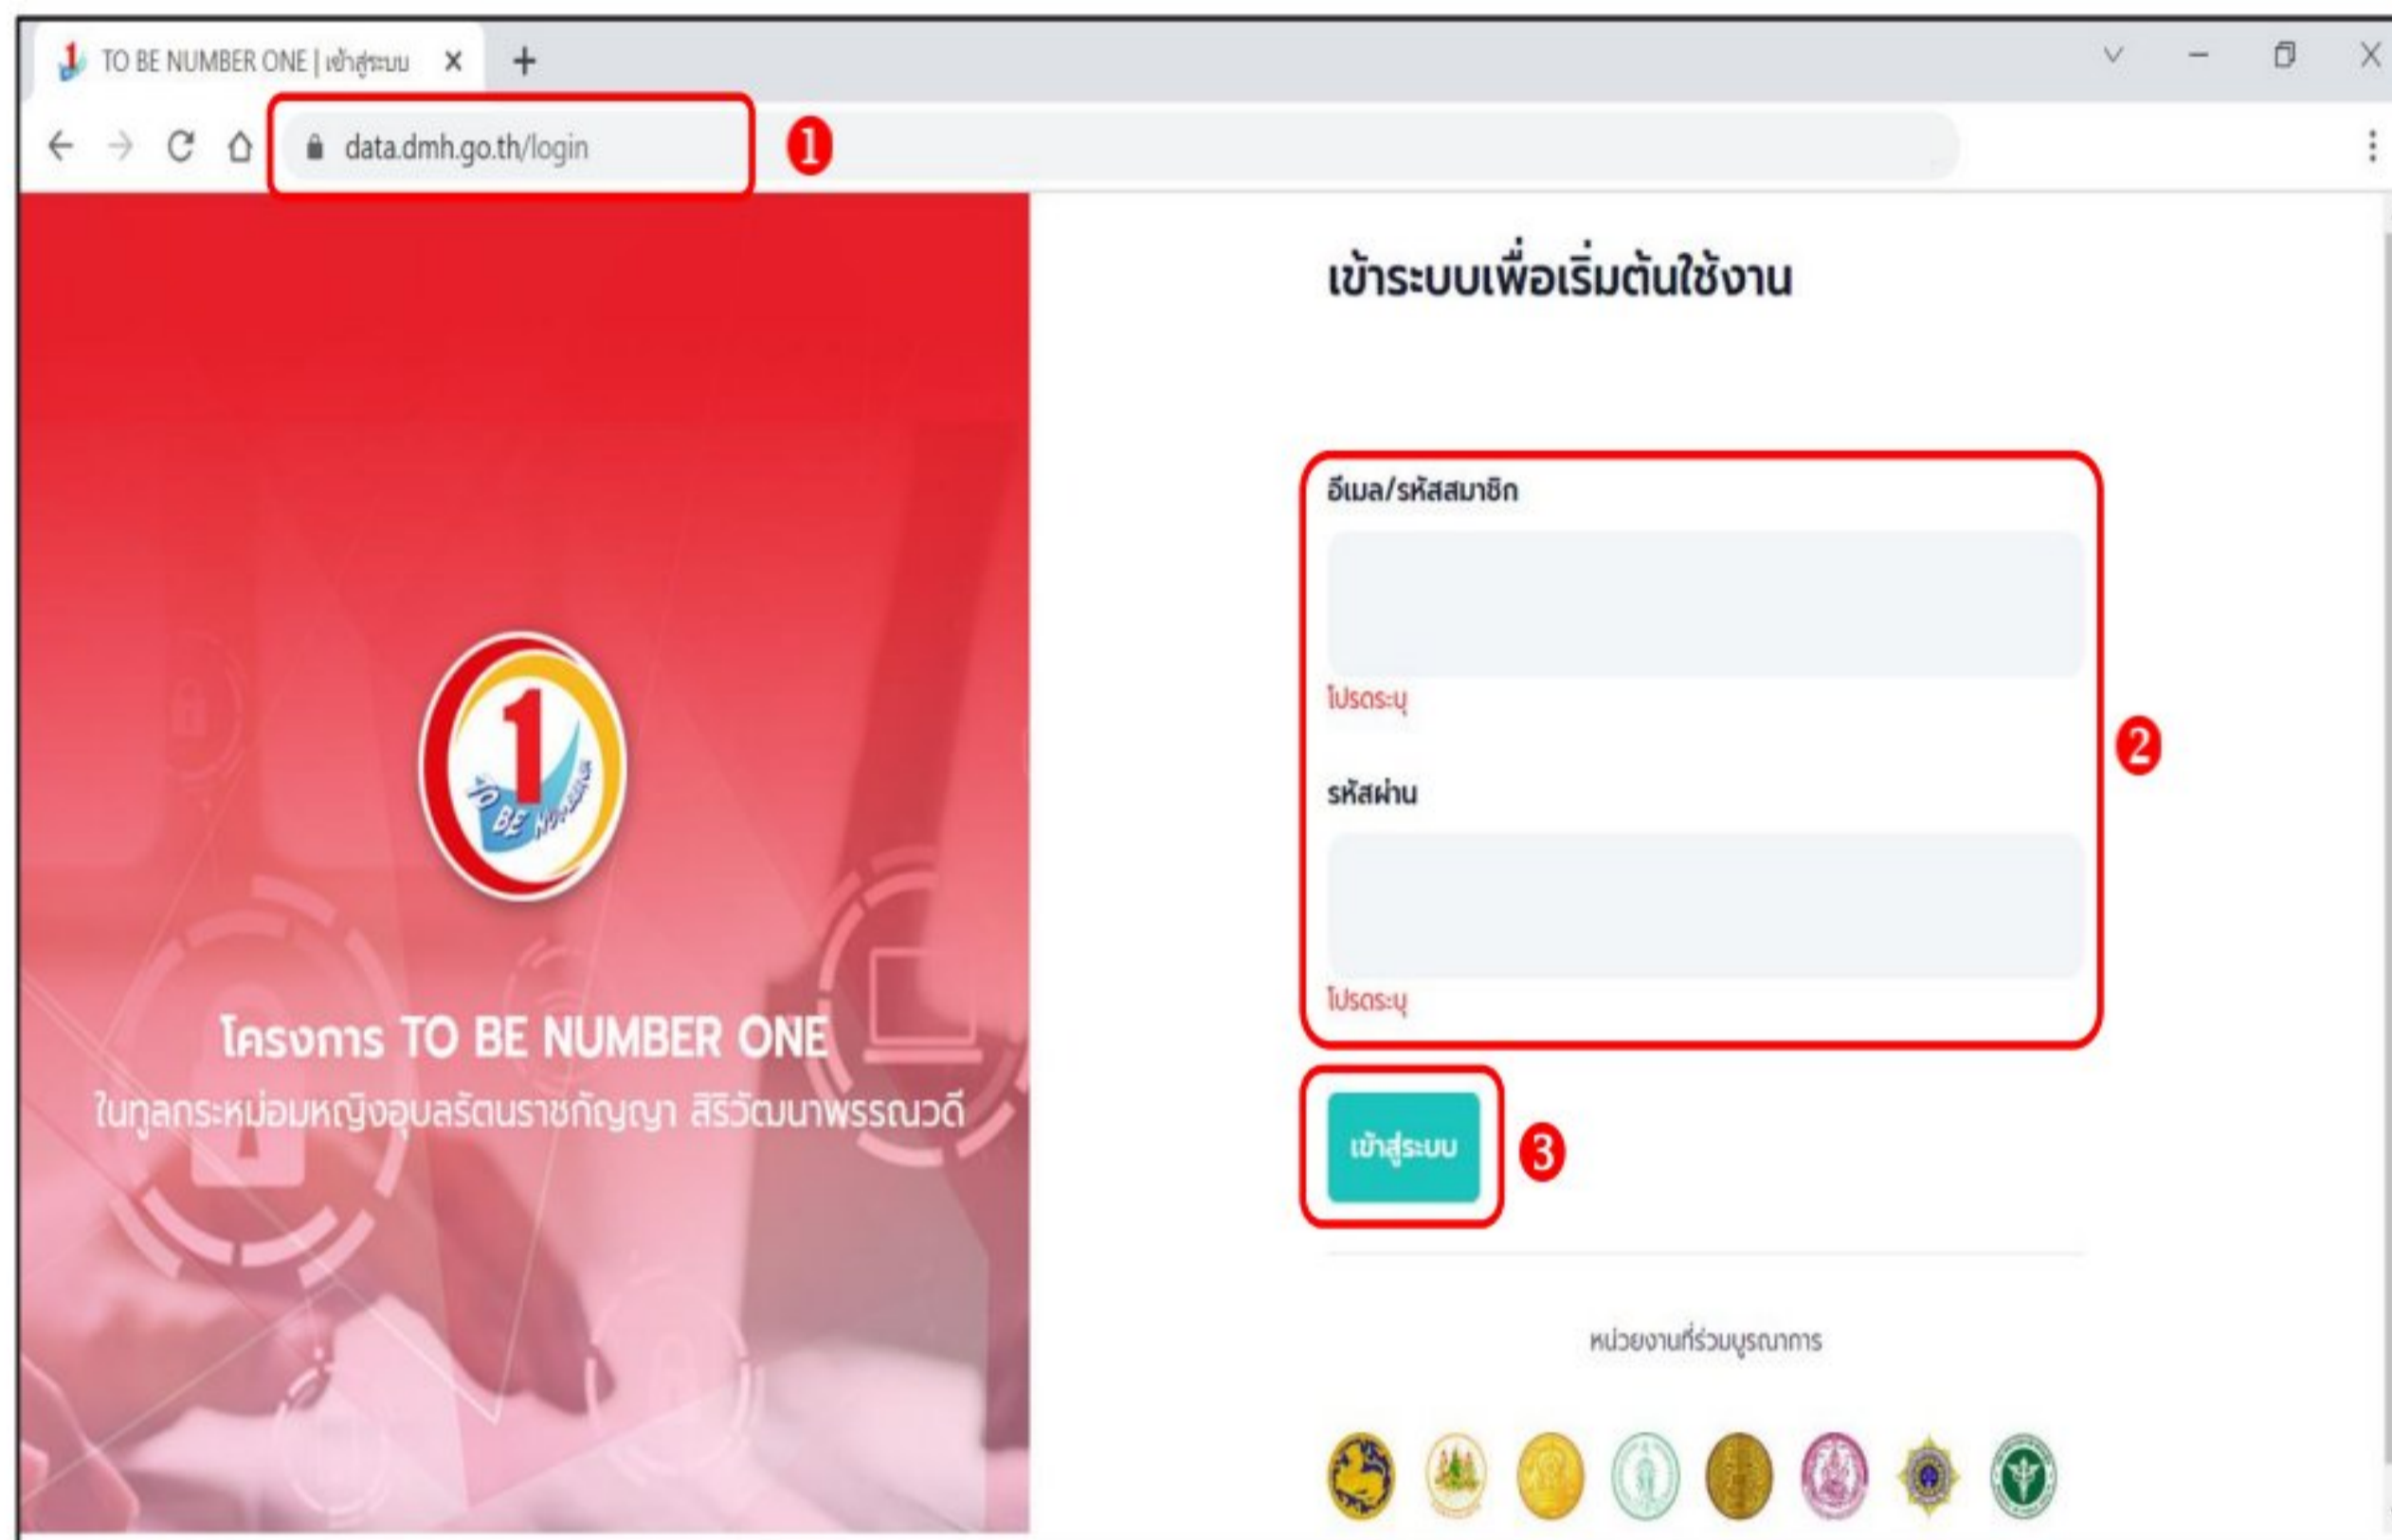 TO BE NUMBER ONE | เข้าสู่ระบบ
data.dmh.go.th/login
1
เข้าระบบเพื่อเริ่มต้นใช้งาน
อีเมล/รหัสสมาชิก
โปรดระบุ
2
รหัสผ่าน
โปรดระบุ
1
TO BE NUMBER
โครงการ TO BE NUMBER ONE
ในทูลกระหม่อมหญิงอุบลรัตนราชกัญญา สิริวัฒนาพรรณวดี
เข้าสู่ระบบ
3
หน่วยงานที่ร่วมบูรณาการ